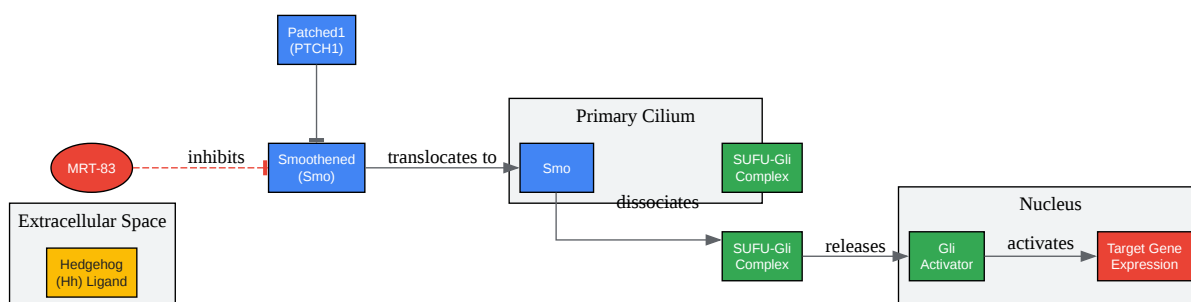 Patched1
(PTCH1)
Primary Cilium
MRT-83
inhibits
Smoothened
(Smo)
translocates to
Smo
SUFU-Gli
Complex
dissociates
Extracellular Space
Hedgehog
(Hh) Ligand
SUFU-Gli
Complex
releases
Nucleus
Gli
Activator
activates
Target Gene
Expression